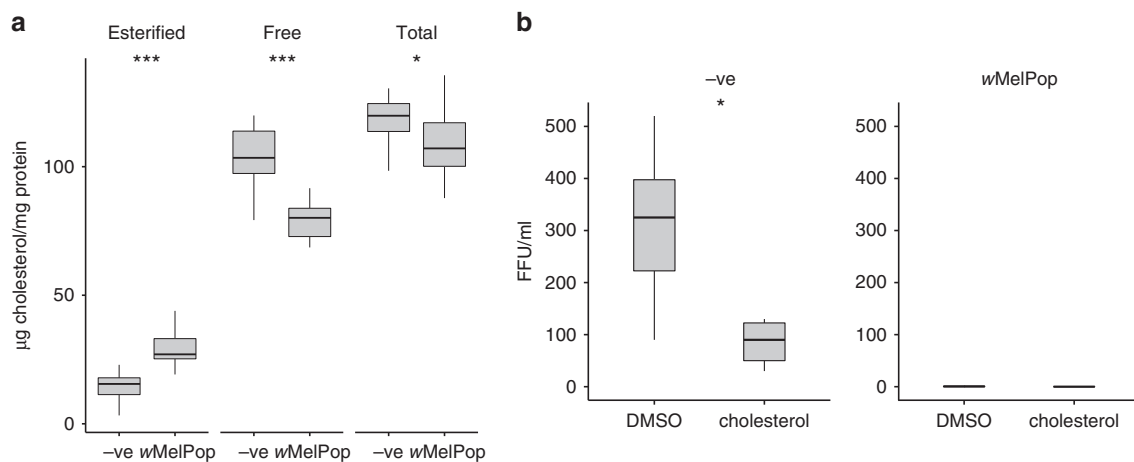 a
Esterified Free Total
*** *** *
μg cholesterol/mg protein
100
50
0
–ve wMelPop –ve wMelPop –ve wMelPop
b
–ve wMelPop
*
FFU/ml
500
400
300
200
100
0
DMSO cholesterol
500
400
300
200
100
0
DMSO cholesterol